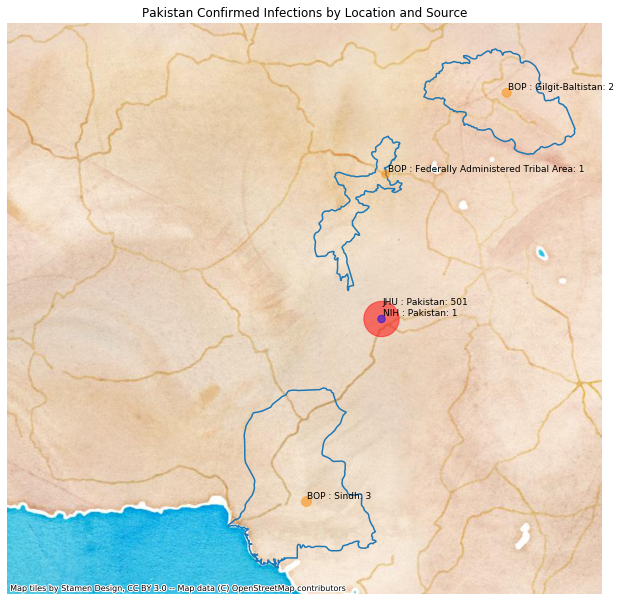 Pakistan Confirmed Infections by Location and Source
BOP : Gilgit-Baltistan: 2
BOP : Federally Administered Tribal Area: 1
JHU : Pakistan: 501
NIH : Pakistan: 1
BOP : Sindh: 3
Map tiles by Stamen Design, CC BY 3.0 -- Map data (C) OpenStreetMap contributors